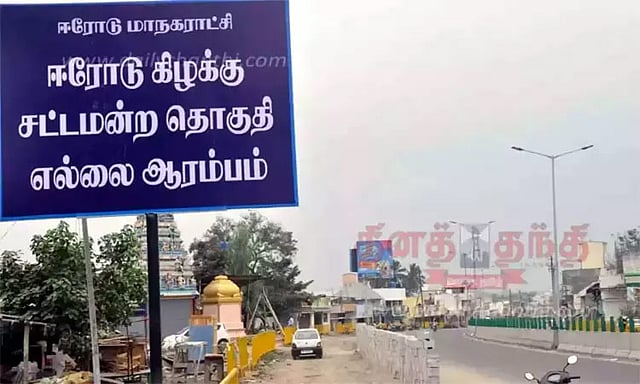 ஈரோடு மாநகராட்சி
ஈரோடு கிழக்கு
சட்டமன்ற தொகுதி
எல்லை ஆரம்பம்
தினத்தந்தி